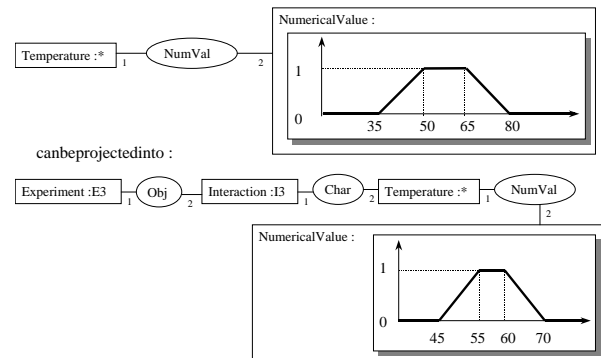 NumericalValue :
Temperature :* 1 NumVal 2
1
0
35 50 65 80
canbeprojectedinto :
Experiment :E3 1 Obj 2 Interaction :I3 1 Char 2 Temperature :* 1 NumVal
2
NumericalValue :
1
0
45 55 60 70